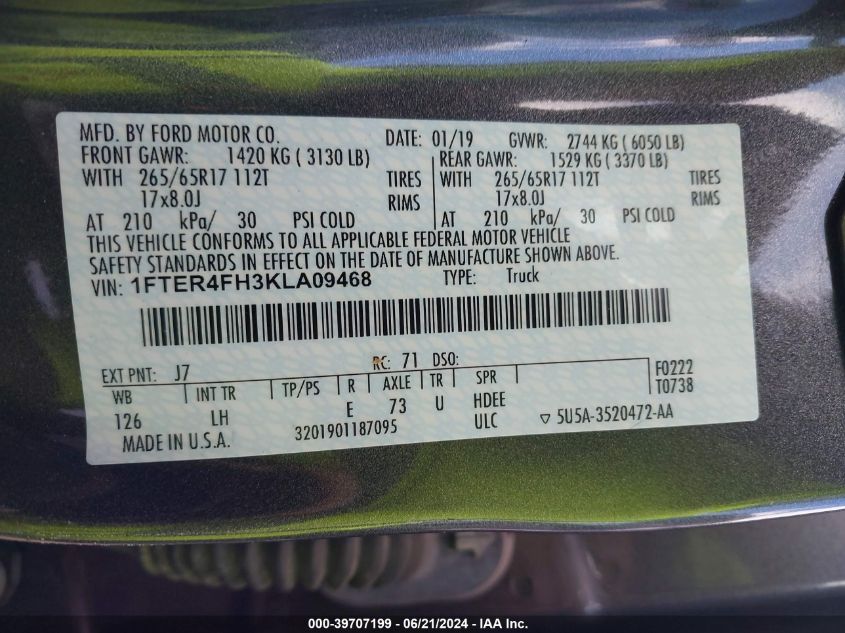 MFD. BY FORD MOTOR CO. DATE: 01/19 GVWR: 2744 KG ( 6050 LB)
FRONT GAWR: 1420 KG ( 3130 LB) REAR GAWR: 1529 KG ( 3370 LB)
WITH 265/65R17 112T TIRES WITH 265/65R17 112T TIRES
17x8.0J RIMS 17x8.0J RIMS
AT 210 kPa/ 30 PSI COLD AT 210 kPa/ 30 PSI COLD
THIS VEHICLE CONFORMS TO ALL APPLICABLE FEDERAL MOTOR VEHICLE
SAFETY STANDARDS IN EFFECT ON THE DATE OF MANUFACTURE SHOWN ABOVE.
VIN: 1FTER4FH3KLA09468 TYPE: Truck
EXT PNT: J7 RC: 71 DSO: F0222
WB INT TR TP/PS R AXLE TR SPR T0738
126 LH E 73 U HDEE
MADE IN U.S.A. 3201901187095 ULC ▽ 5U5A-3520472-AA
000-39707199 - 06/21/2024 - IAA Inc.